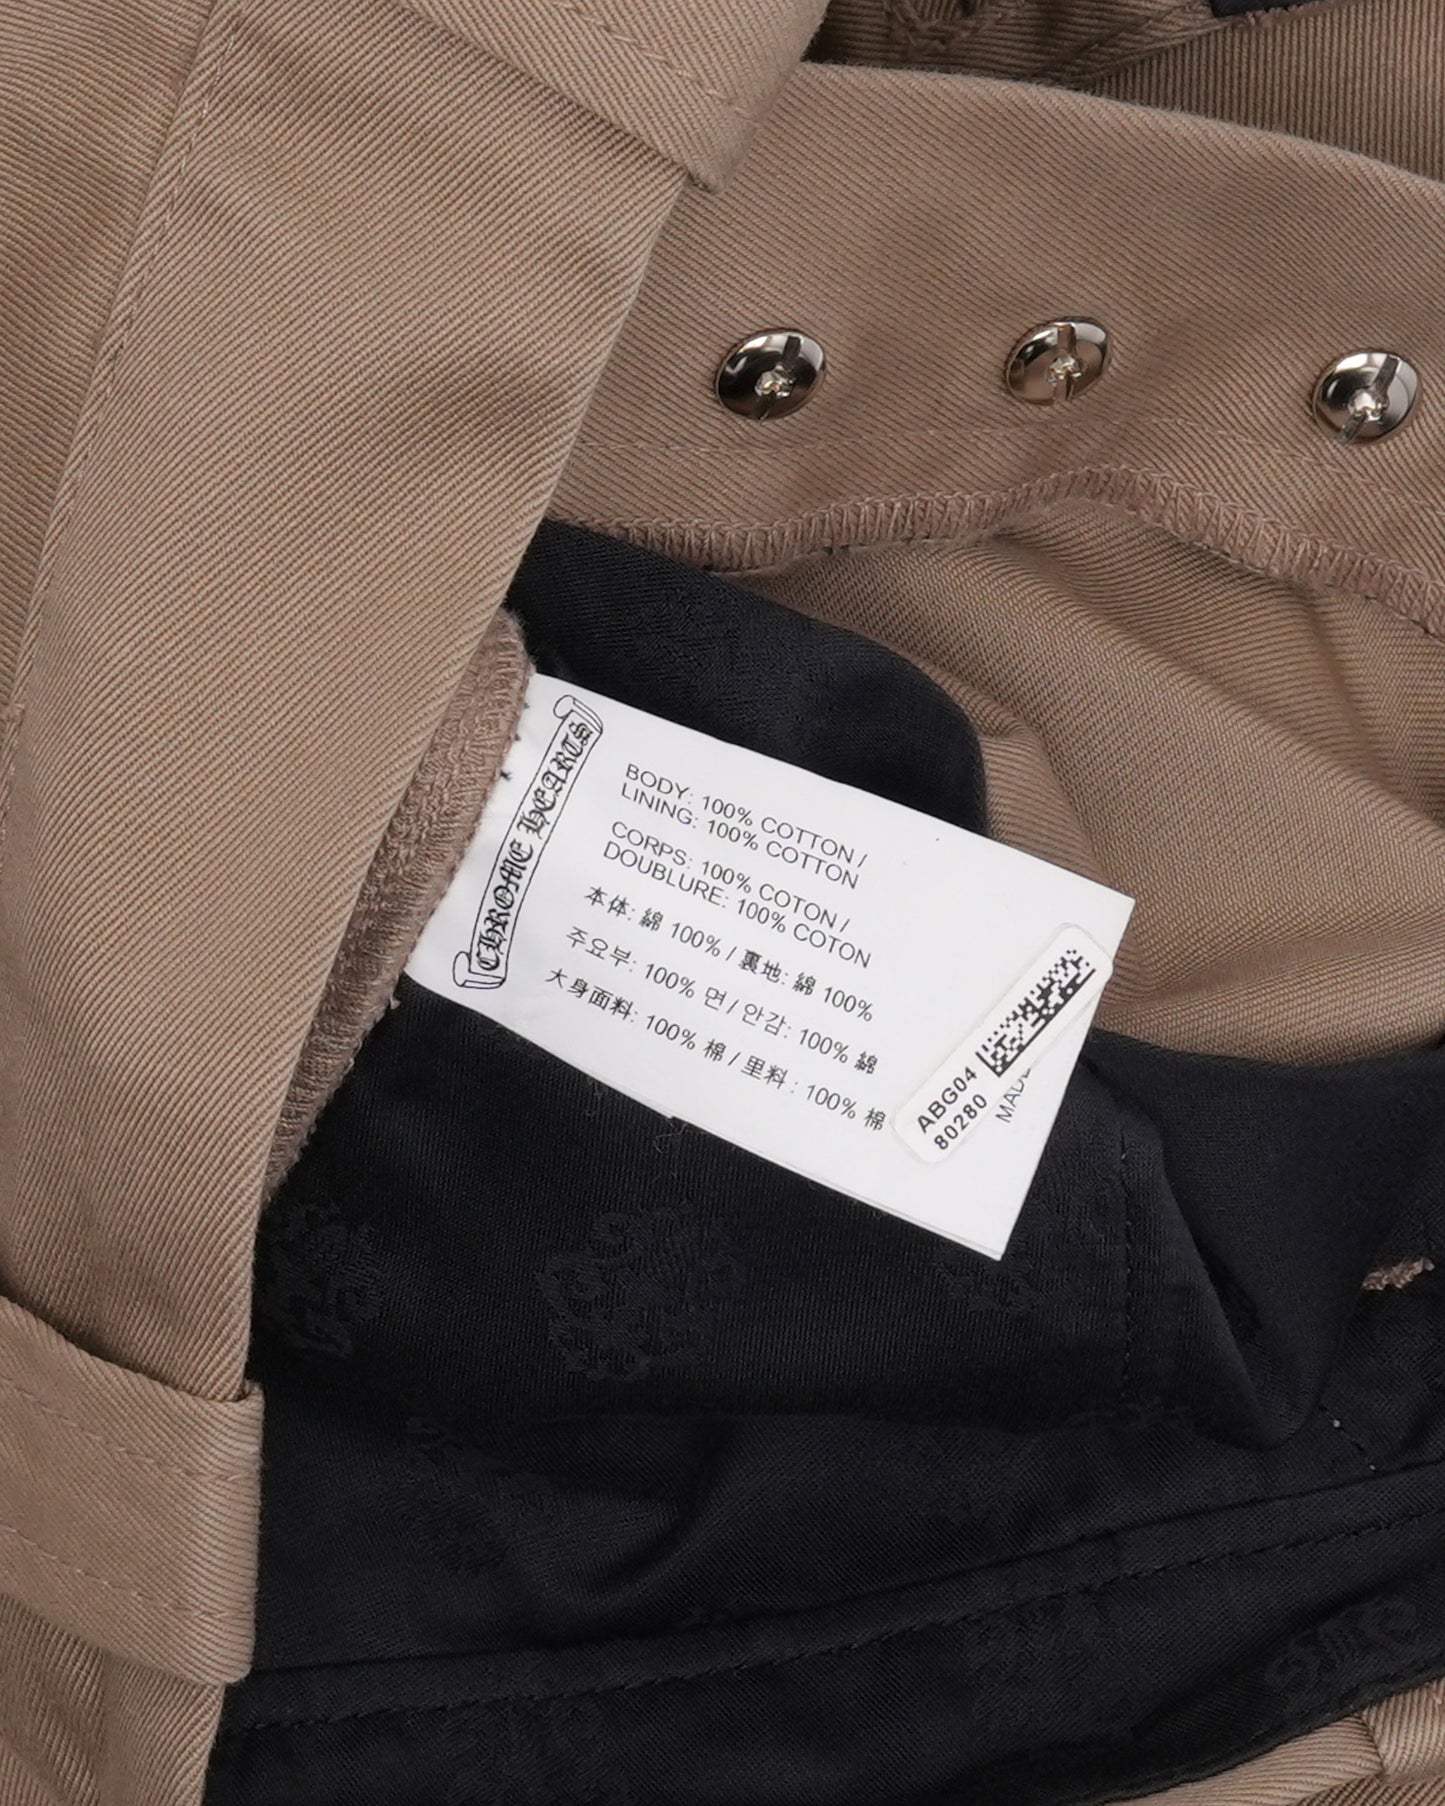 CHROME HEARTS
BODY: 100% COTTON /
LINING: 100% COTTON
CORPS: 100% COTON /
DOUBLURE: 100% COTON
本体: 綿 100% / 裏地: 綿 100%
주요부: 100% 면 / 안감: 100% 綿
大身面料: 100% 棉 / 里料 : 100% 棉
ABG04
80280
MADE